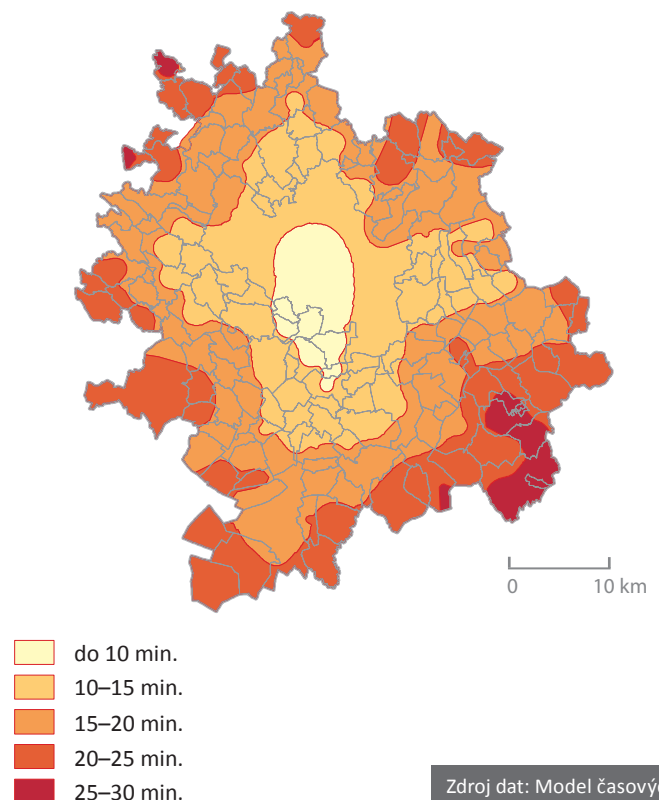 0 10 km
do 10 min.
10–15 min.
15–20 min.
20–25 min.
25–30 min.
Zdroj dat: Model